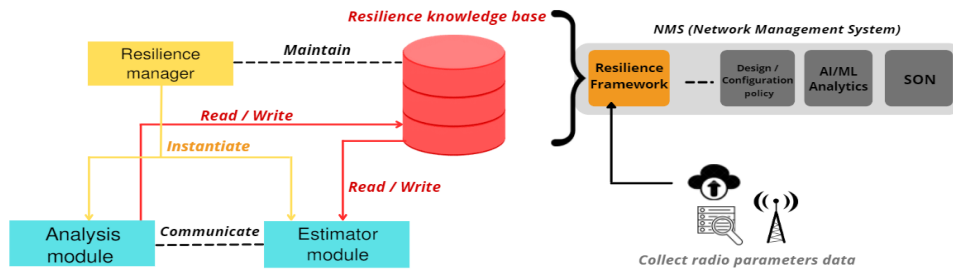 Resilience knowledge base
NMS (Network Management System)
Resilience
manager
Maintain
Resilience
Framework
Design /
Configuration
policy
AI/ML
Analytics
SON
Read / Write
Instantiate
Read / Write
Analysis
module
Communicate
Estimator
module
Collect radio parameters data